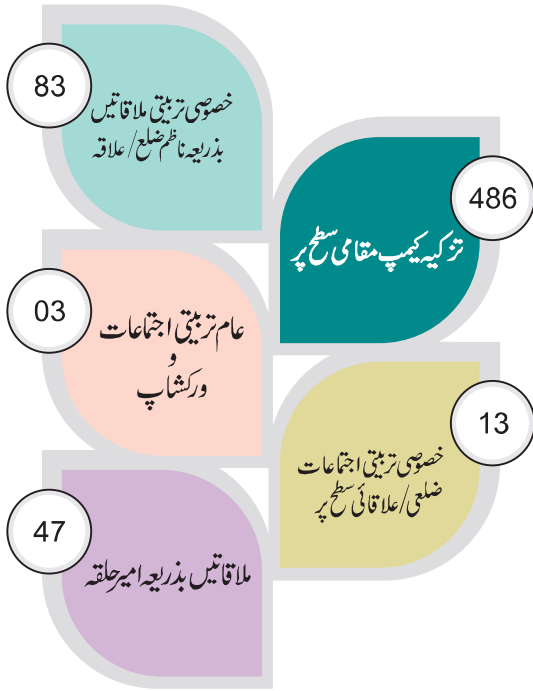 83
خصوصی تربیتی ملاقاتیں
بذریعہ ناظم ضلع/علاقہ
486
تزکیہ کیمپ مقامی سطح پر
03
عام تربیتی اجتماعات
و
ورکشاپ
13
خصوصی تربیتی اجتماعات
ضلعی/علاقائی سطح پر
47
ملاقاتیں بذریعہ امیر حلقہ